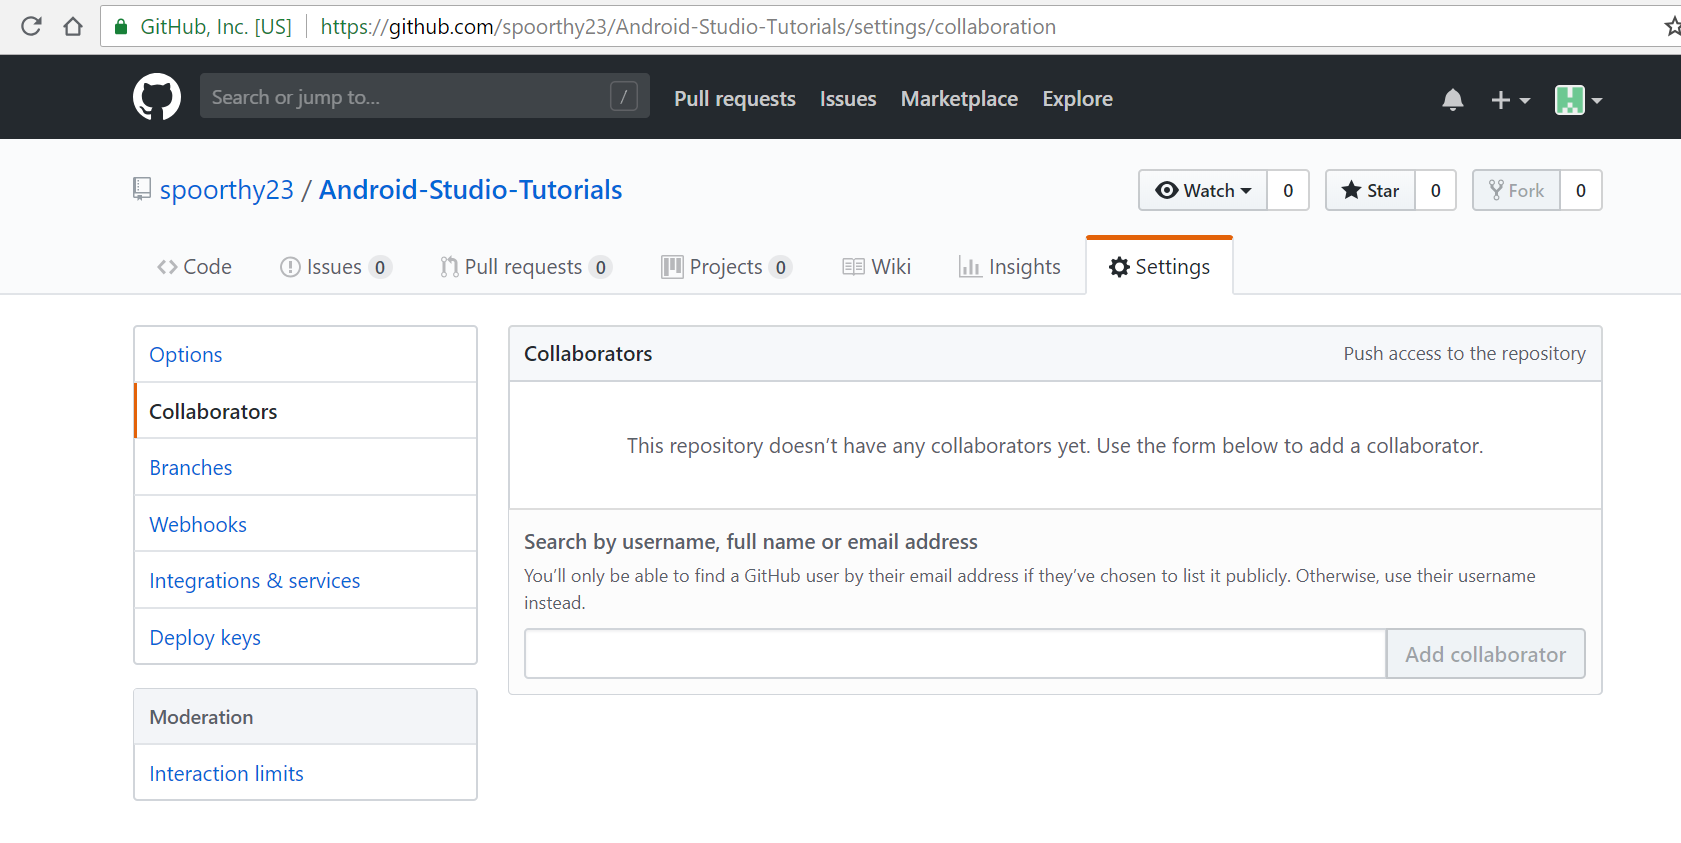 GitHub, Inc. [US] https://github.com/spoorthy23/Android-Studio-Tutorials/settings/collaboration
Search or jump to... / Pull requests Issues Marketplace Explore
spoorthy23 / Android-Studio-Tutorials Watch 0 Star 0 Fork 0
Code Issues 0 Pull requests 0 Projects 0 Wiki Insights Settings
Options
Collaborators
Branches
Webhooks
Integrations & services
Deploy keys
Moderation
Interaction limits
Collaborators Push access to the repository
This repository doesn’t have any collaborators yet. Use the form below to add a collaborator.
Search by username, full name or email address
You’ll only be able to find a GitHub user by their email address if they’ve chosen to list it publicly. Otherwise, use their username
instead.
Add collaborator